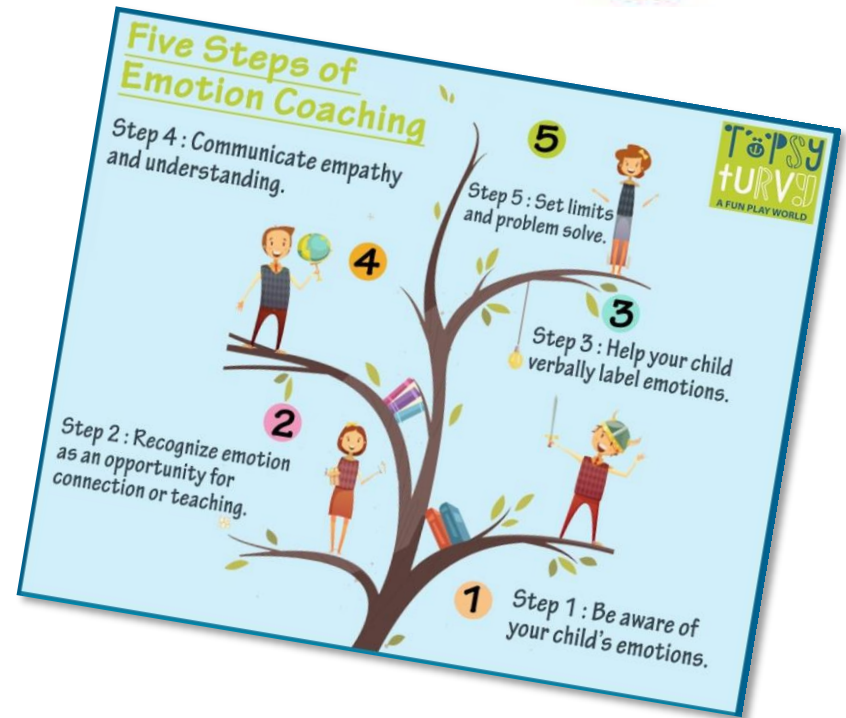 Five Steps of
Emotion Coaching
Step 4 : Communicate empathy
and understanding.
5
Step 5 : Set limits
and problem solve.
TOPSY
TURVY
A FUN PLAY WORLD
4
3
Step 3 : Help your child
verbally label emotions.
2
Step 2 : Recognize emotion
as an opportunity for
connection or teaching.
1
Step 1 : Be aware of
your child's emotions.